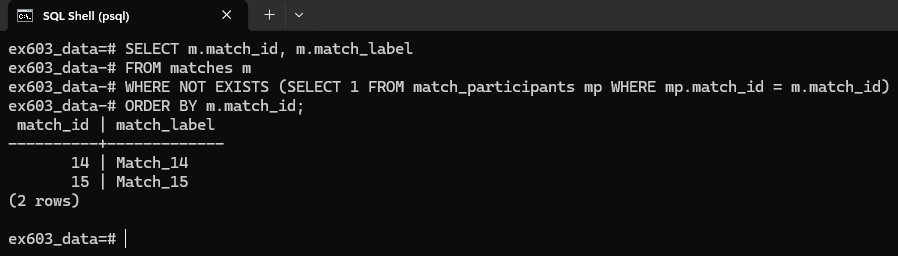 SQL Shell (psql)
ex603_data=# SELECT m.match_id, m.match_label
ex603_data-# FROM matches m
ex603_data-# WHERE NOT EXISTS (SELECT 1 FROM match_participants mp WHERE mp.match_id = m.match_id)
ex603_data-# ORDER BY m.match_id;
 match_id | match_label
----------+-------------
       14 | Match_14
       15 | Match_15
(2 rows)
ex603_data=#